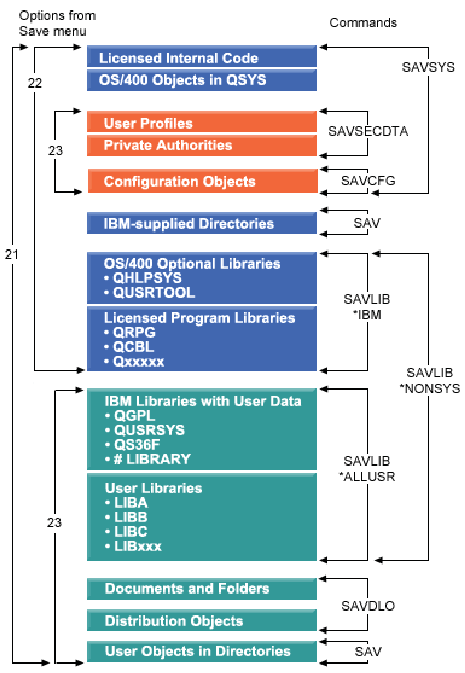 Options from
Save menu
Commands
Licensed Internal Code
OS/400 Objects in QSYS
SAVSYS
22
User Profiles
Private Authorities
SAVSECDTA
23
Configuration Objects
SAVCFG
IBM-supplied Directories
SAV
21
OS/400 Optional Libraries
• QHLPSYS
• QUSRTOOL
Licensed Program Libraries
• QRPG
• QCBL
• Qxxxxx
SAVLIB
*IBM
SAVLIB
*NONSYS
IBM Libraries with User Data
• QGPL
• QUSRSYS
• QS36F
• # LIBRARY
User Libraries
• LIBA
• LIBB
• LIBC
• LIBxxx
SAVLIB
*ALLUSR
23
Documents and Folders
Distribution Objects
SAVDLO
User Objects in Directories
SAV